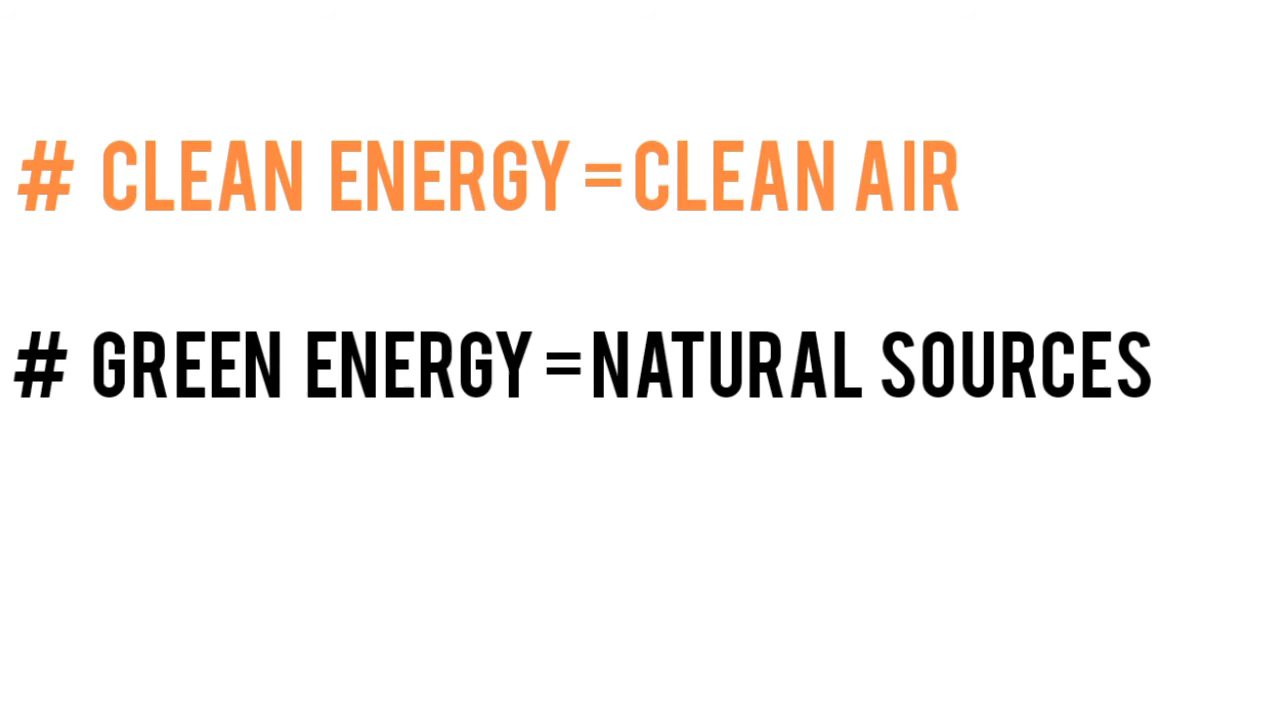 # CLEAN ENERGY = CLEAN AIR
# GREEN ENERGY = NATURAL SOURCES